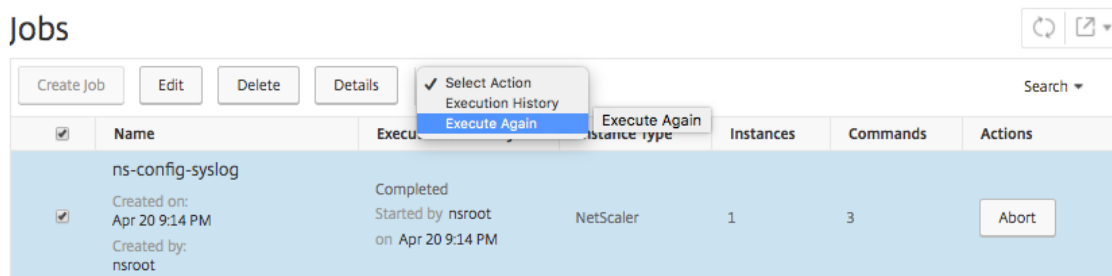 Jobs
Create Job Edit Delete Details ✓ Select Action Search
Execution History
Execute Again Execute Again
Name Instance Type Instances Commands Actions
ns-config-syslog
Created on:
Apr 20 9:14 PM
Created by:
nsroot
Completed
Started by nsroot
on Apr 20 9:14 PM
NetScaler 1 3 Abort